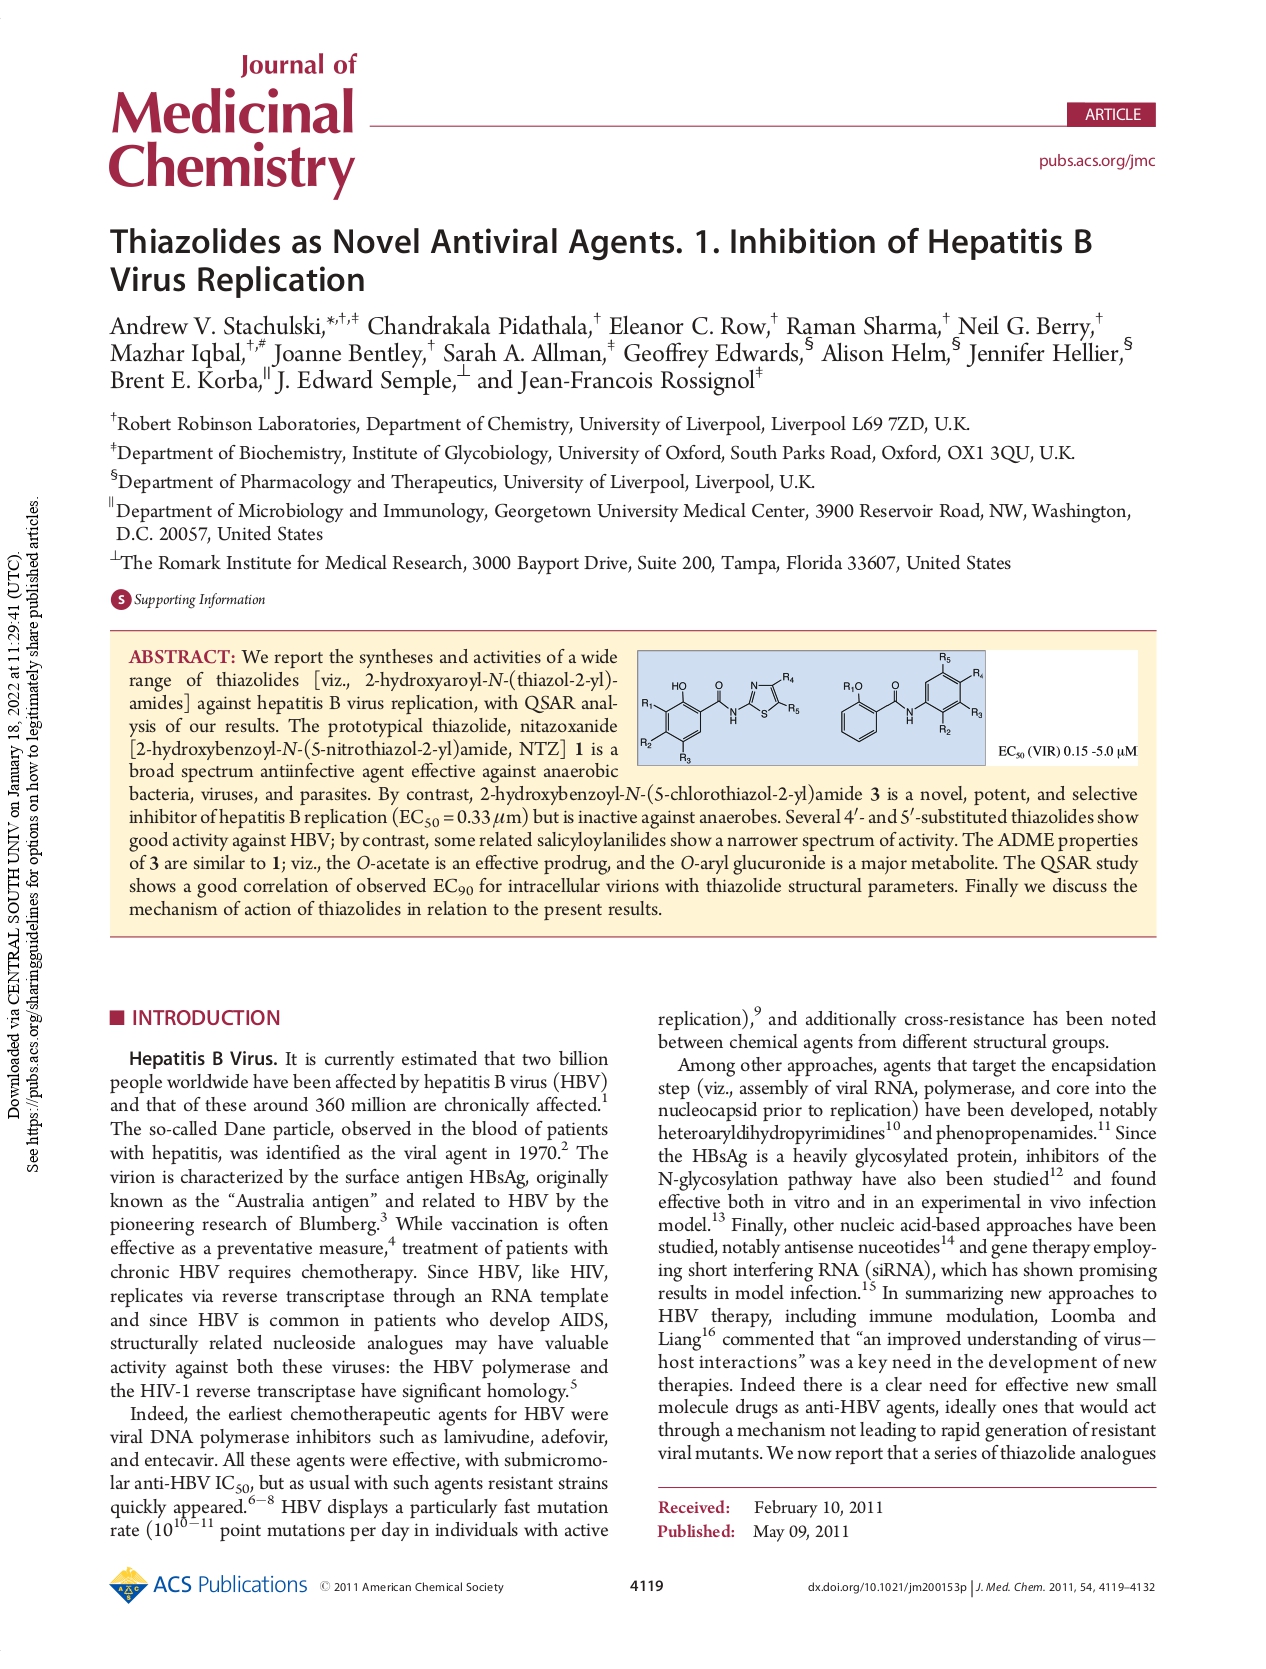 Journal of
Medicinal
Chemistry
ARTICLE
pubs.acs.org/jmc
Thiazolides as Novel Antiviral Agents. 1. Inhibition of Hepatitis B
Virus Replication
Andrew V. Stachulski,*,†,‡ Chandrakala Pidathala,† Eleanor C. Row,† Raman Sharma,† Neil G. Berry,†
Mazhar Iqbal,†,# Joanne Bentley,† Sarah A. Allman,‡ Geoffrey Edwards,§ Alison Helm,§ Jennifer Hellier,§
Brent E. Korba,∥ J. Edward Semple,⊥ and Jean-Francois Rossignol‡
†Robert Robinson Laboratories, Department of Chemistry, University of Liverpool, Liverpool L69 7ZD, U.K.
‡Department of Biochemistry, Institute of Glycobiology, University of Oxford, South Parks Road, Oxford, OX1 3QU, U.K.
§Department of Pharmacology and Therapeutics, University of Liverpool, Liverpool, U.K.
∥Department of Microbiology and Immunology, Georgetown University Medical Center, 3900 Reservoir Road, NW, Washington,
D.C. 20057, United States
⊥The Romark Institute for Medical Research, 3000 Bayport Drive, Suite 200, Tampa, Florida 33607, United States
S Supporting Information
ABSTRACT: We report the syntheses and activities of a wide
range of thiazolides [viz., 2-hydroxyaroyl-N-(thiazol-2-yl)-
amides] against hepatitis B virus replication, with QSAR anal-
ysis of our results. The prototypical thiazolide, nitazoxanide
[2-hydroxybenzoyl-N-(5-nitrothiazol-2-yl)amide, NTZ] 1 is a
broad spectrum antiinfective agent effective against anaerobic
bacteria, viruses, and parasites. By contrast, 2-hydroxybenzoyl-N-(5-chlorothiazol-2-yl)amide 3 is a novel, potent, and selective
inhibitor of hepatitis B replication (EC50 = 0.33 μm) but is inactive against anaerobes. Several 4′- and 5′-substituted thiazolides show
good activity against HBV; by contrast, some related salicyloylanilides show a narrower spectrum of activity. The ADME properties
of 3 are similar to 1; viz., the O-acetate is an effective prodrug, and the O-aryl glucuronide is a major metabolite. The QSAR study
shows a good correlation of observed EC90 for intracellular virions with thiazolide structural parameters. Finally we discuss the
mechanism of action of thiazolides in relation to the present results.
HO O N R4
R1 N H S R5
R2
R3
R5
R1O O R4
N H R3
R2
EC50 (VIR) 0.15 -5.0 μM
■ INTRODUCTION
Hepatitis B Virus. It is currently estimated that two billion
people worldwide have been affected by hepatitis B virus (HBV)
and that of these around 360 million are chronically affected.1
The so-called Dane particle, observed in the blood of patients
with hepatitis, was identified as the viral agent in 1970.2 The
virion is characterized by the surface antigen HBsAg, originally
known as the “Australia antigen” and related to HBV by the
pioneering research of Blumberg.3 While vaccination is often
effective as a preventative measure,4 treatment of patients with
chronic HBV requires chemotherapy. Since HBV, like HIV,
replicates via reverse transcriptase through an RNA template
and since HBV is common in patients who develop AIDS,
structurally related nucleoside analogues may have valuable
activity against both these viruses: the HBV polymerase and
the HIV-1 reverse transcriptase have significant homology.5
Indeed, the earliest chemotherapeutic agents for HBV were
viral DNA polymerase inhibitors such as lamivudine, adefovir,
and entecavir. All these agents were effective, with submicromo-
lar anti-HBV IC50, but as usual with such agents resistant strains
quickly appeared.6−8 HBV displays a particularly fast mutation
rate (10^10−11 point mutations per day in individuals with active
replication),9 and additionally cross-resistance has been noted
between chemical agents from different structural groups.
Among other approaches, agents that target the encapsidation
step (viz., assembly of viral RNA, polymerase, and core into the
nucleocapsid prior to replication) have been developed, notably
heteroaryldihydropyrimidines10 and phenopropenamides.11 Since
the HBsAg is a heavily glycosylated protein, inhibitors of the
N-glycosylation pathway have also been studied12 and found
effective both in vitro and in an experimental in vivo infection
model.13 Finally, other nucleic acid-based approaches have been
studied, notably antisense nuceotides14 and gene therapy employ-
ing short interfering RNA (siRNA), which has shown promising
results in model infection.15 In summarizing new approaches to
HBV therapy, including immune modulation, Loomba and
Liang16 commented that “an improved understanding of virus−
host interactions” was a key need in the development of new
therapies. Indeed there is a clear need for effective new small
molecule drugs as anti-HBV agents, ideally ones that would act
through a mechanism not leading to rapid generation of resistant
viral mutants. We now report that a series of thiazolide analogues
Received: February 10, 2011
Published: May 09, 2011
ACS Publications © 2011 American Chemical Society
4119
dx.doi.org/10.1021/jm200153p | J. Med. Chem. 2011, 54, 4119–4132
Downloaded via CENTRAL SOUTH UNIV on January 18, 2022 at 11:29:41 (UTC).
See https://pubs.acs.org/sharingguidelines for options on how to legitimately share published articles.